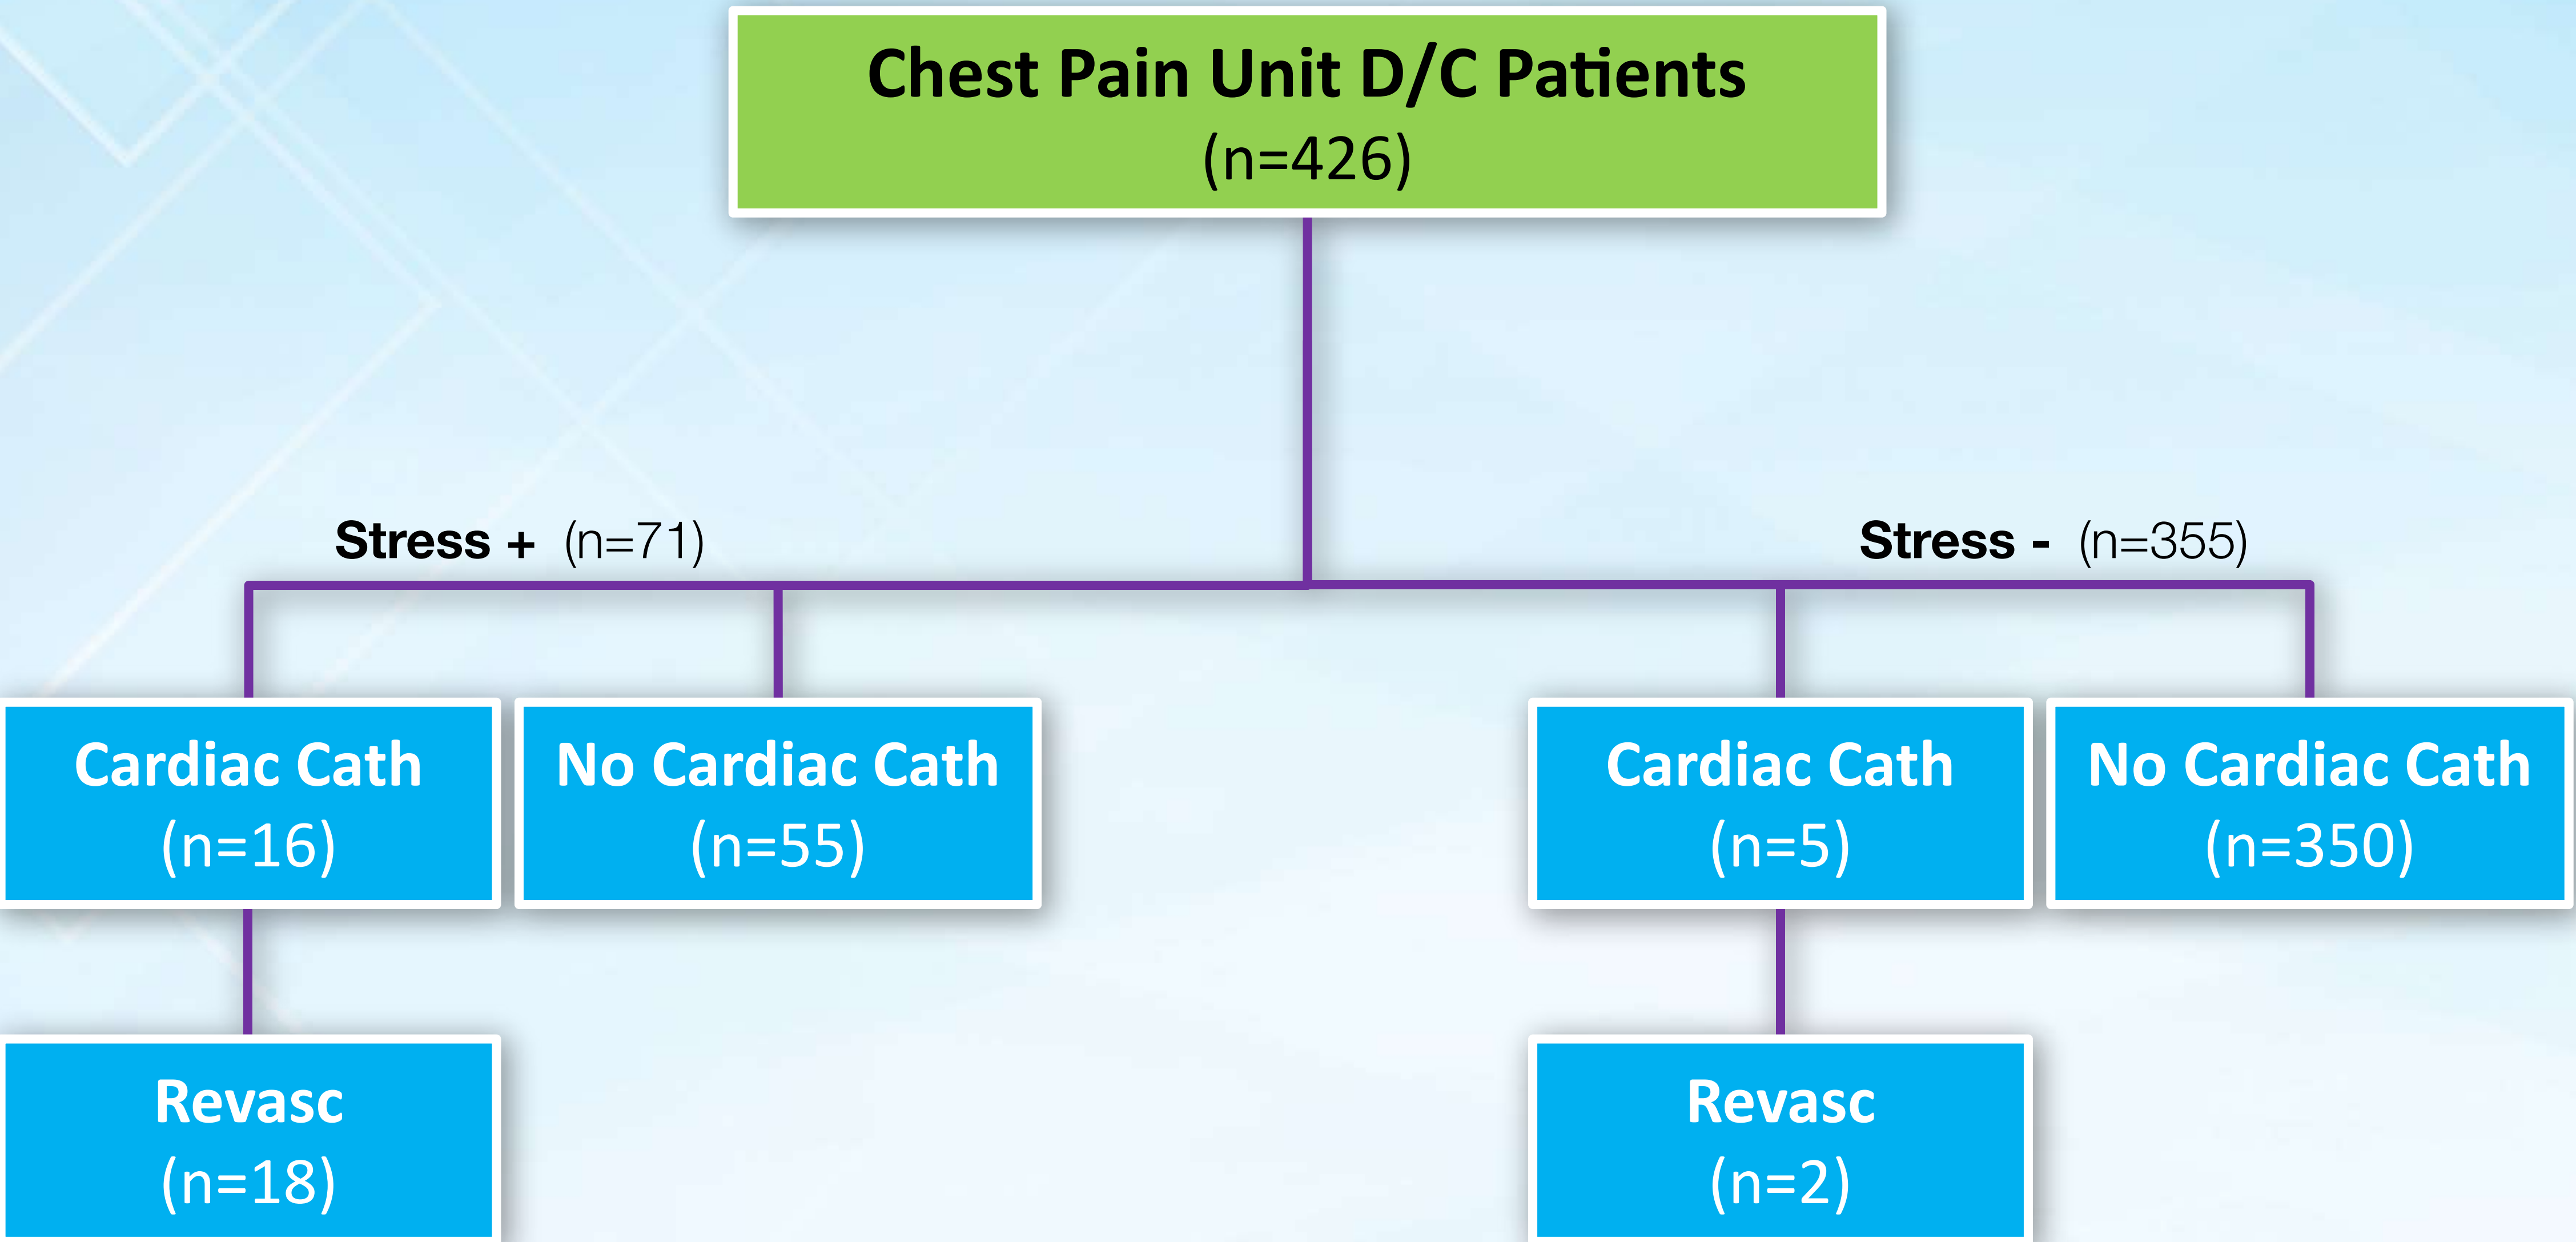 Chest Pain Unit D/C Patients
(n=426)
Stress + (n=71)
Stress - (n=355)
Cardiac Cath
(n=16)
No Cardiac Cath
(n=55)
Cardiac Cath
(n=5)
No Cardiac Cath
(n=350)
Revasc
(n=18)
Revasc
(n=2)